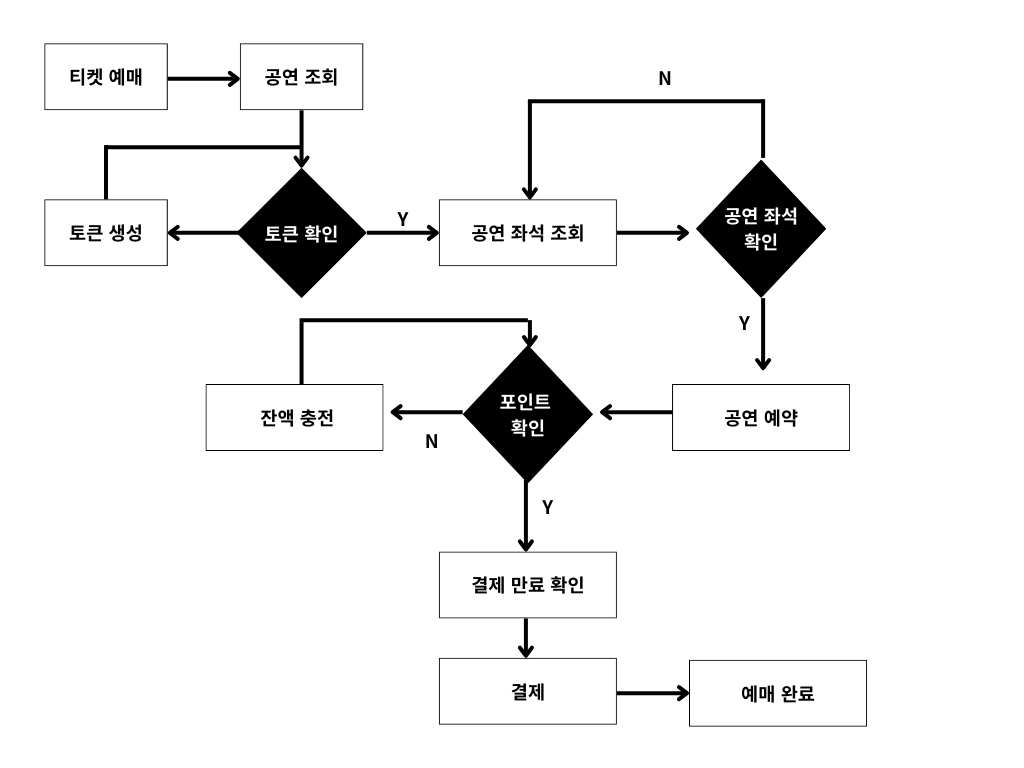 티켓 예매
공연 조회
N
토큰 생성
토큰 확인
Y
공연 좌석 조회
공연 좌석
확인
Y
잔액 충전
N
포인트
확인
공연 예약
Y
결제 만료 확인
결제
예매 완료